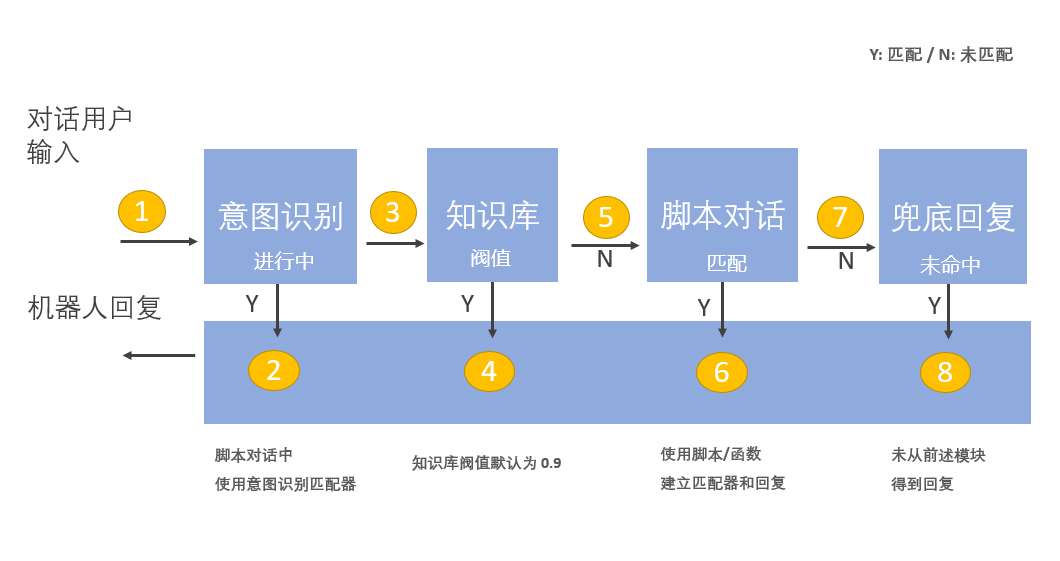 Y: 匹配 / N: 未匹配
对话用户
输入
1
意图识别
进行中
3
知识库
阀值
5
N
脚本对话
匹配
7
N
兜底回复
未命中
机器人回复
Y
Y
Y
Y
2
4
6
8
脚本对话中
使用意图识别匹配器
知识库阀值默认为 0.9
使用脚本/函数
建立匹配器和回复
未从前述模块
得到回复